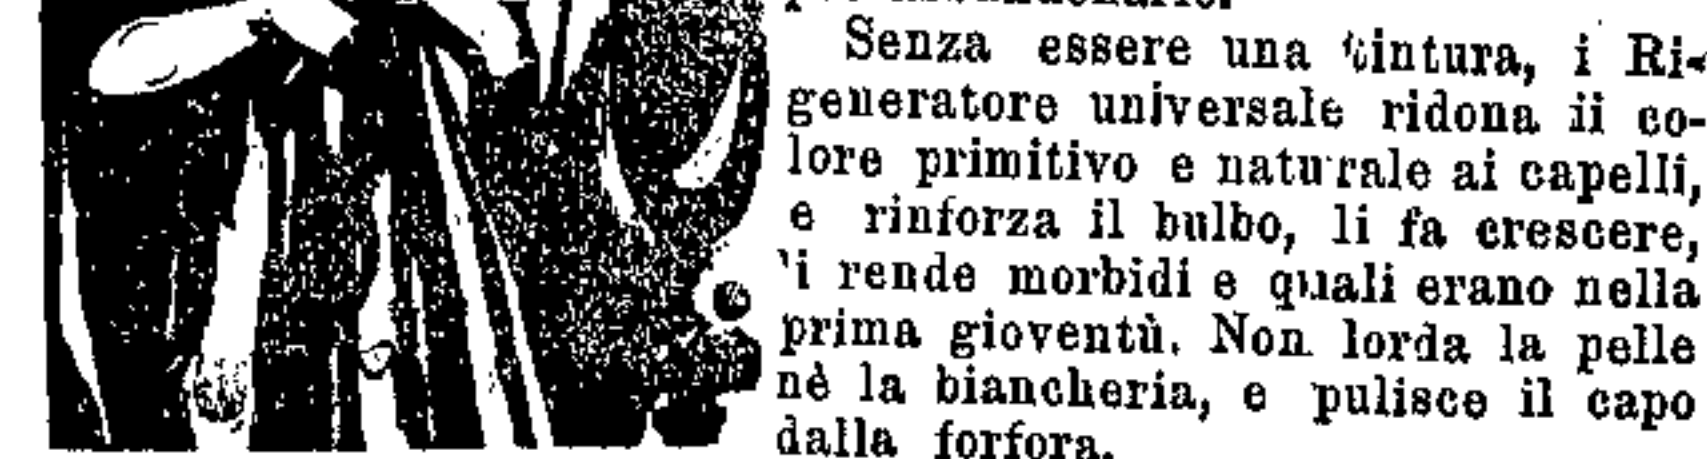 Senza essere una tintura, i Ri-
generatore universale ridona ii co-
lore primitivo e naturale ai capelli,
e rinforza il bulbo, li fa crescere,
'i rende morbidi e quali erano nella
prima gioventù. Non lorda la pelle
nè la biancheria, e pulisce il capo
dalla forfora.